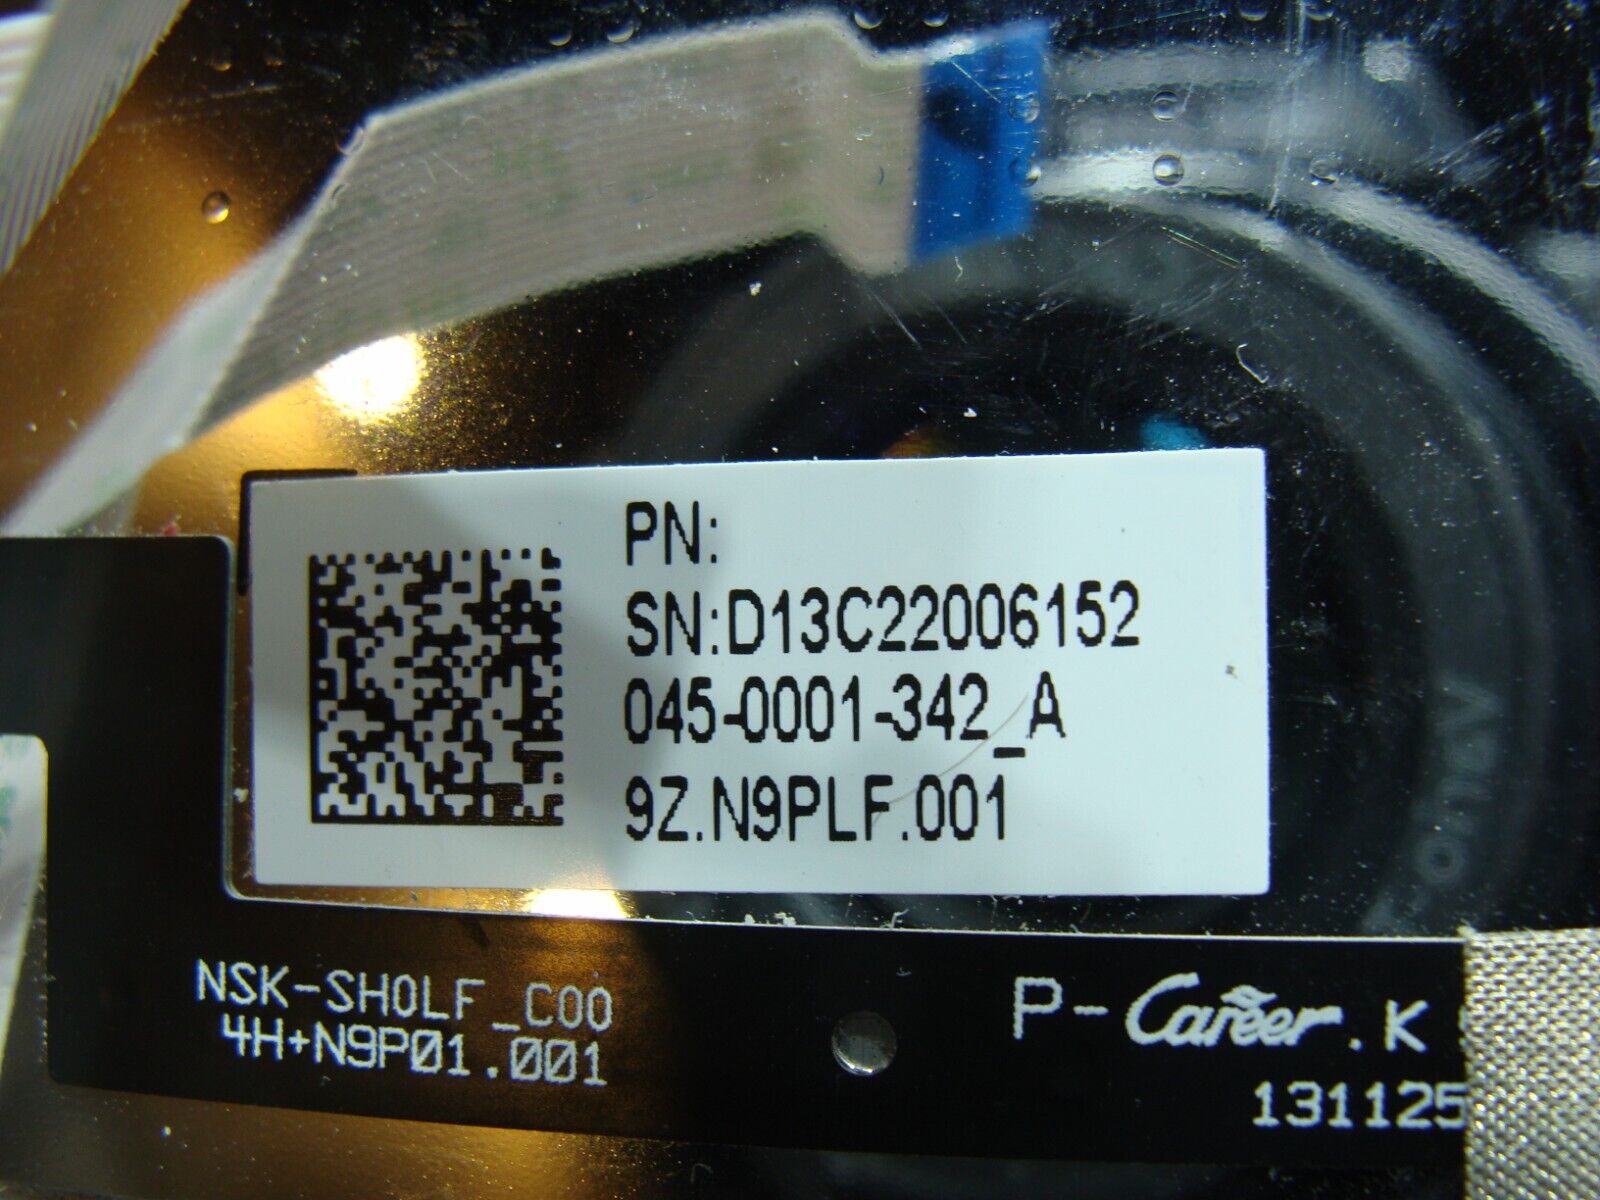 PN:
SN:D13C22006152
045-0001-342_A
9Z.N9PLF.001
NSK-SH0LF_C00
4H+N9P01.001
P-Career.K
131125